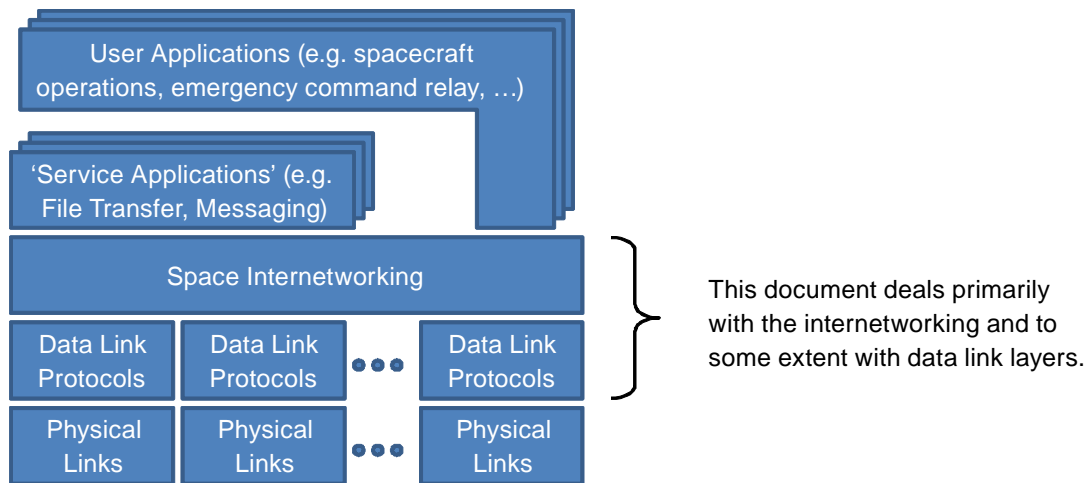 User Applications (e.g. spacecraft
operations, emergency command relay, …)
‘Service Applications’ (e.g.
File Transfer, Messaging)
Space Internetworking
This document deals primarily
with the internetworking and to
some extent with data link layers.
Data Link
Protocols
Data Link
Protocols
Data Link
Protocols
Physical
Links
Physical
Links
Physical
Links